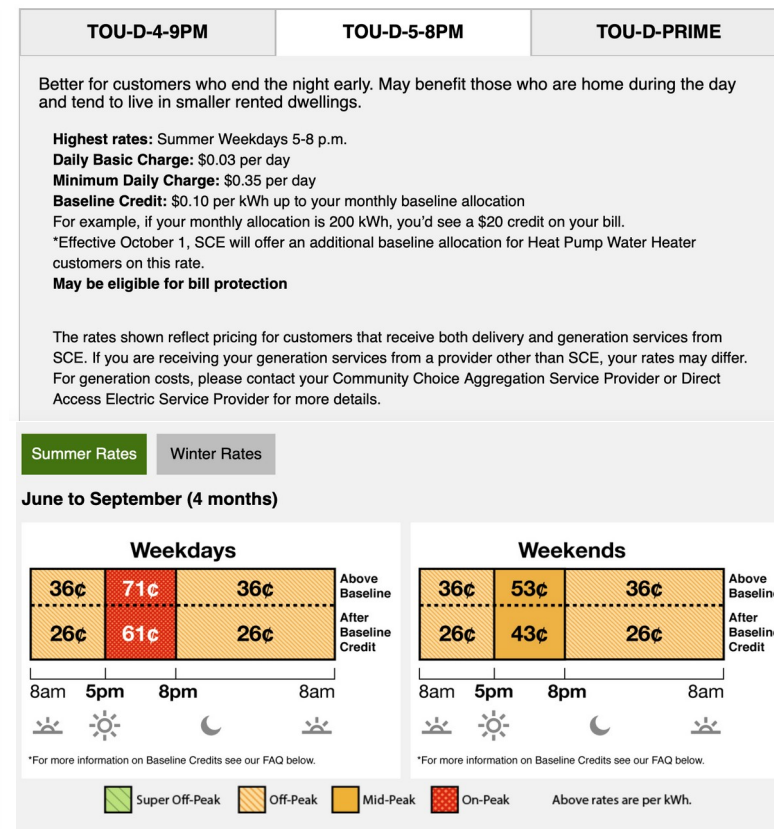 TOU-D-4-9PM TOU-D-5-8PM TOU-D-PRIME
Better for customers who end the night early. May benefit those who are home during the day
and tend to live in smaller rented dwellings.
Highest rates: Summer Weekdays 5-8 p.m.
Daily Basic Charge: $0.03 per day
Minimum Daily Charge: $0.35 per day
Baseline Credit: $0.10 per kWh up to your monthly baseline allocation
For example, if your monthly allocation is 200 kWh, you’d see a $20 credit on your bill.
*Effective October 1, SCE will offer an additional baseline allocation for Heat Pump Water Heater
customers on this rate.
May be eligible for bill protection
The rates shown reflect pricing for customers that receive both delivery and generation services from
SCE. If you are receiving your generation services from a provider other than SCE, your rates may differ.
For generation costs, please contact your Community Choice Aggregation Service Provider or Direct
Access Electric Service Provider for more details.
Summer Rates Winter Rates
June to September (4 months)
Weekdays
36¢ 71¢ 36¢
Above
Baseline
26¢ 61¢ 26¢
After
Baseline
Credit
8am 5pm 8pm 8am
*For more information on Baseline Credits see our FAQ below.
Weekends
36¢ 53¢ 36¢
Above
Baseline
26¢ 43¢ 26¢
After
Baseline
Credit
8am 5pm 8pm 8am
*For more information on Baseline Credits see our FAQ below.
Super Off-Peak Off-Peak Mid-Peak On-Peak Above rates are per kWh.